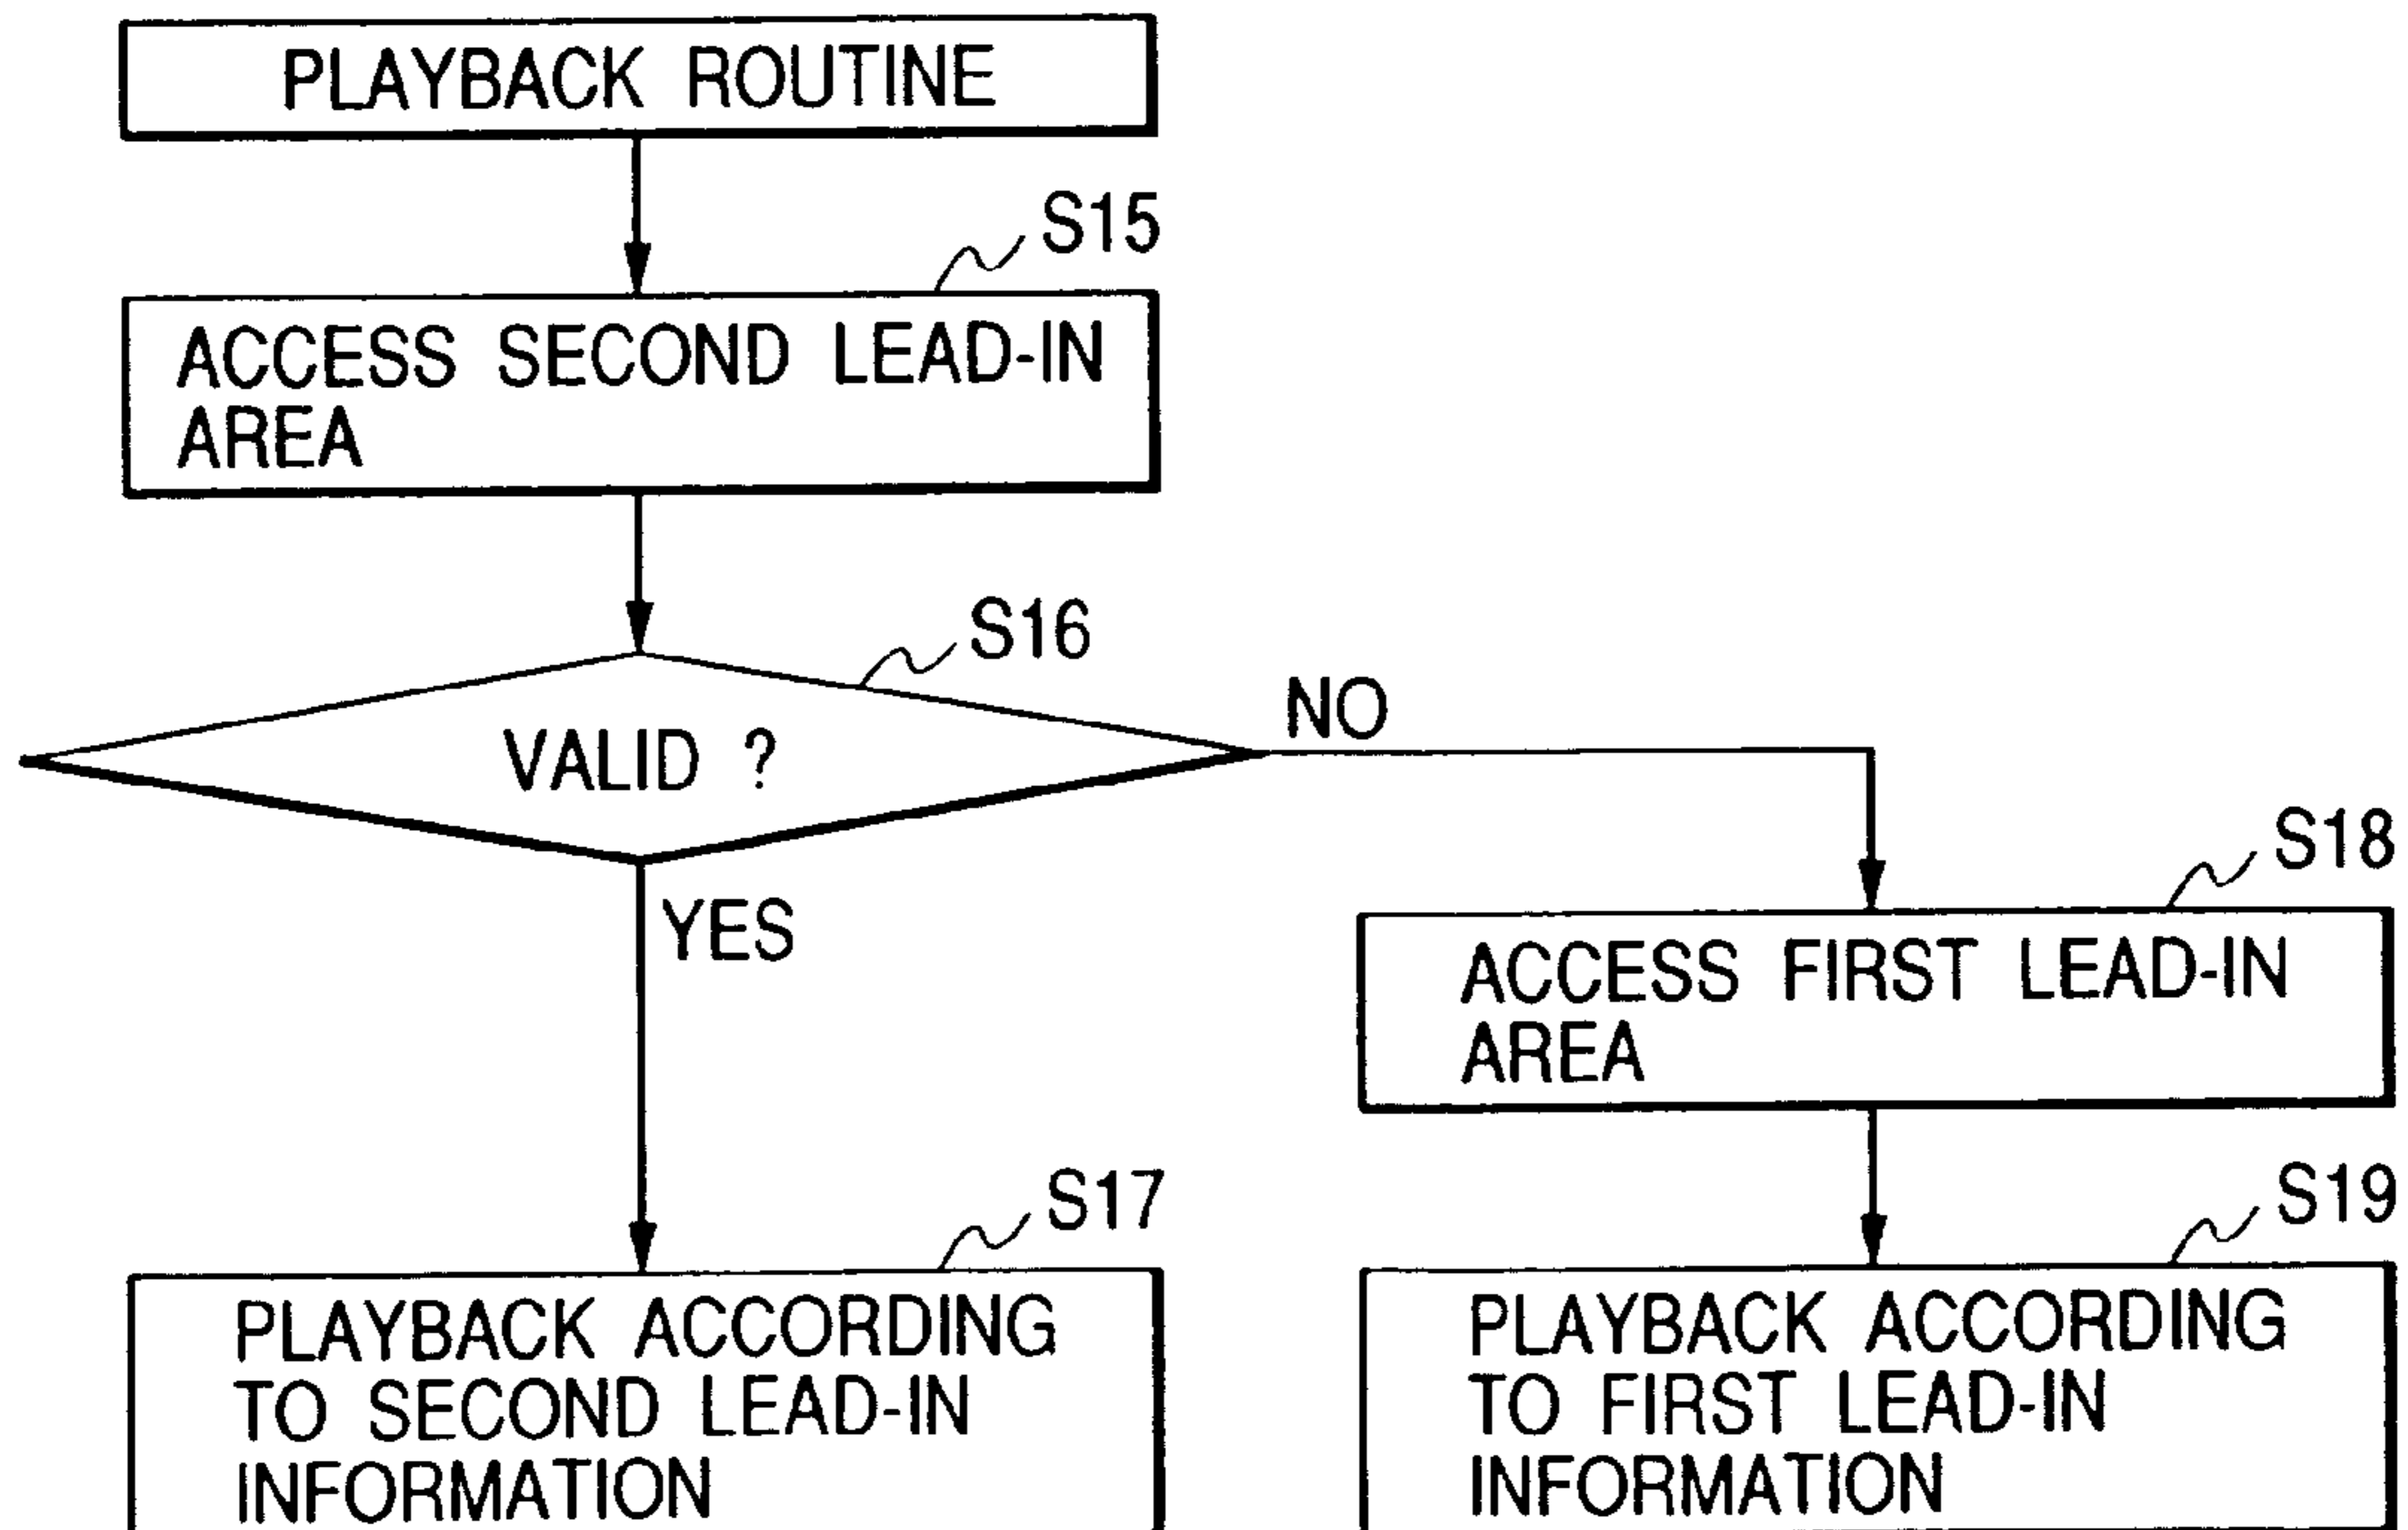 PLAYBACK ROUTINE
S15
ACCESS SECOND LEAD-IN
AREA
S16
VALID ?
NO
YES
S18
ACCESS FIRST LEAD-IN
AREA
S17
PLAYBACK ACCORDING
TO SECOND LEAD-IN
INFORMATION
S19
PLAYBACK ACCORDING
TO FIRST LEAD-IN
INFORMATION